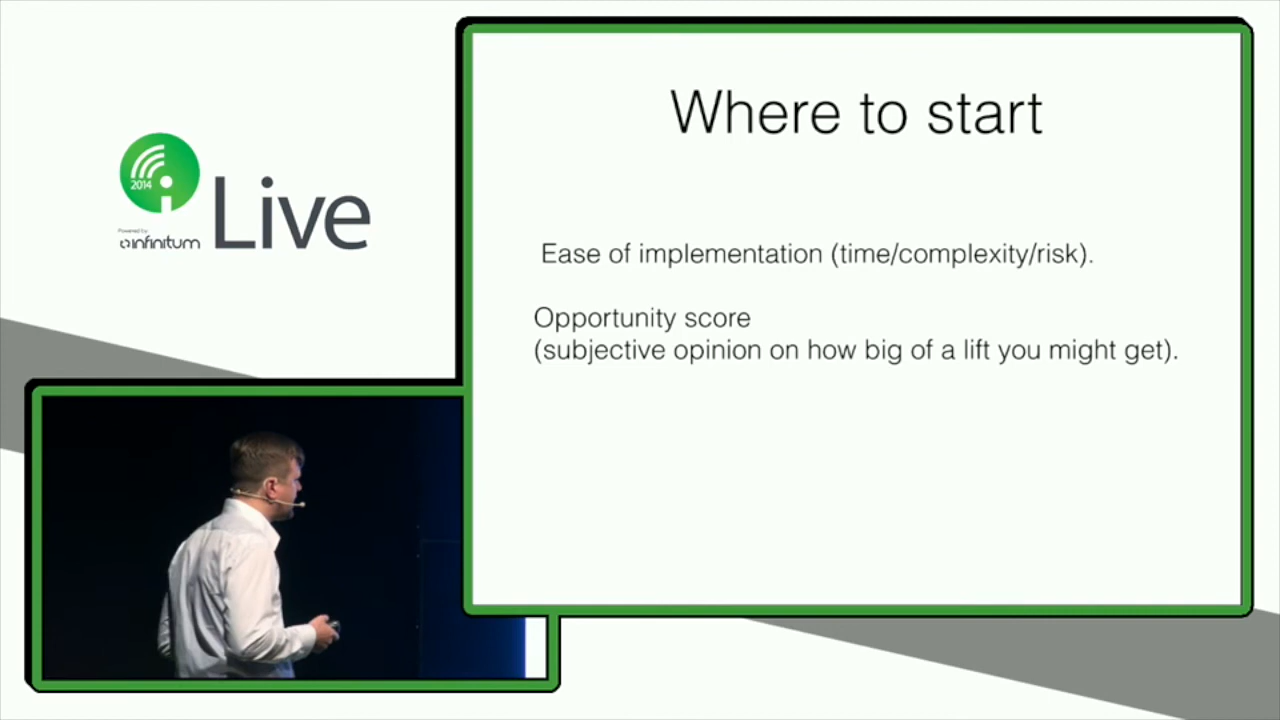 Where to start
2014
Live
Powered by
infinitum
Ease of implementation (time/complexity/risk).
Opportunity score
(subjective opinion on how big of a lift you might get).